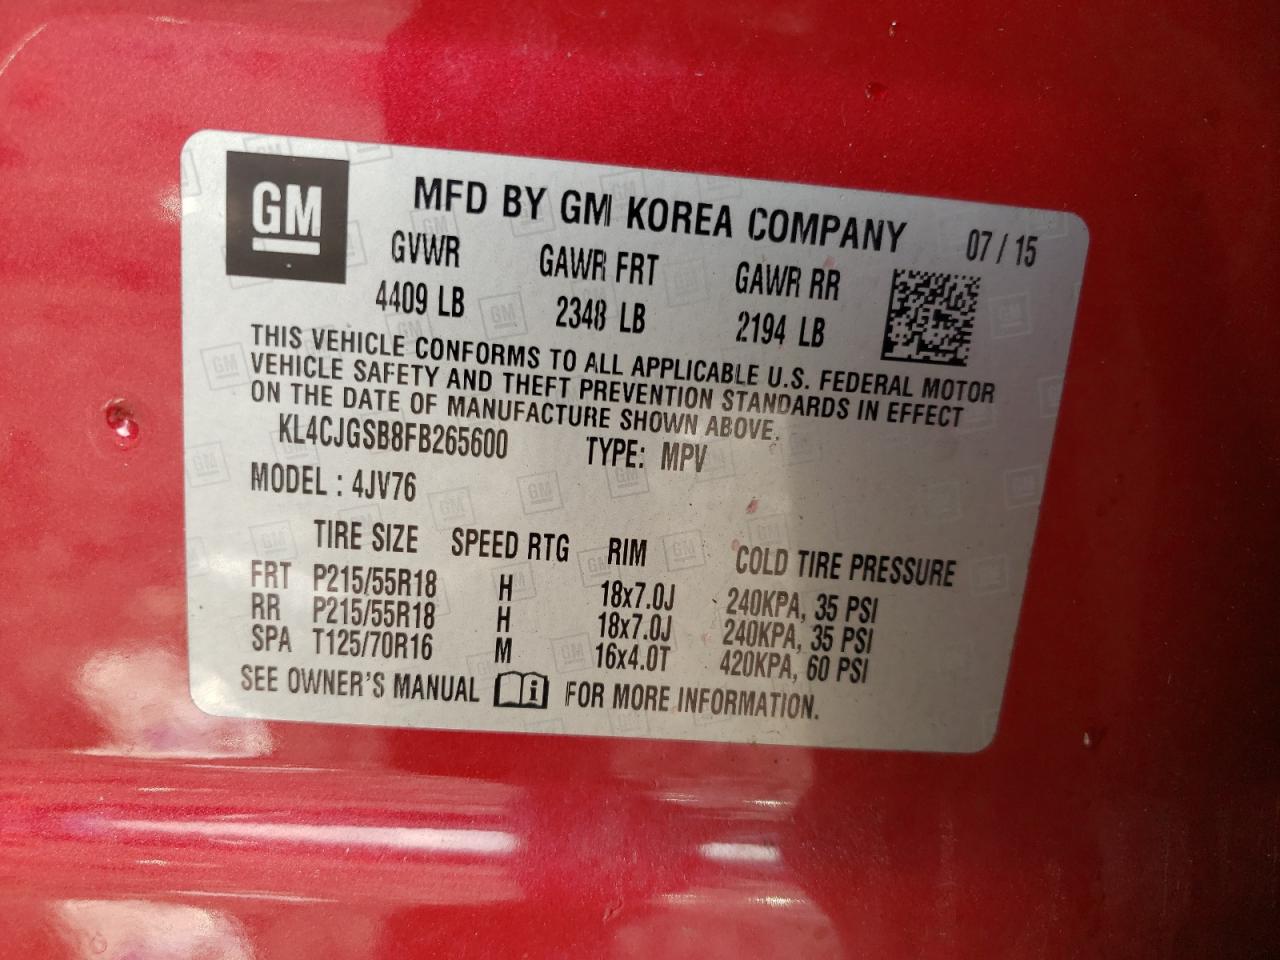 GM
MFD BY GM KOREA COMPANY 07 / 15
GVWR GAWR FRT GAWR RR
4409 LB 2348 LB 2194 LB
THIS VEHICLE CONFORMS TO ALL APPLICABLE U.S. FEDERAL MOTOR
VEHICLE SAFETY AND THEFT PREVENTION STANDARDS IN EFFECT
ON THE DATE OF MANUFACTURE SHOWN ABOVE.
KL4CJGSB8FB265600 TYPE: MPV
MODEL : 4JV76
TIRE SIZE SPEED RTG RIM COLD TIRE PRESSURE
FRT P215/55R18 H 18x7.0J 240KPA, 35 PSI
RR P215/55R18 H 18x7.0J 240KPA, 35 PSI
SPA T125/70R16 M 16x4.0T 420KPA, 60 PSI
SEE OWNER'S MANUAL FOR MORE INFORMATION.